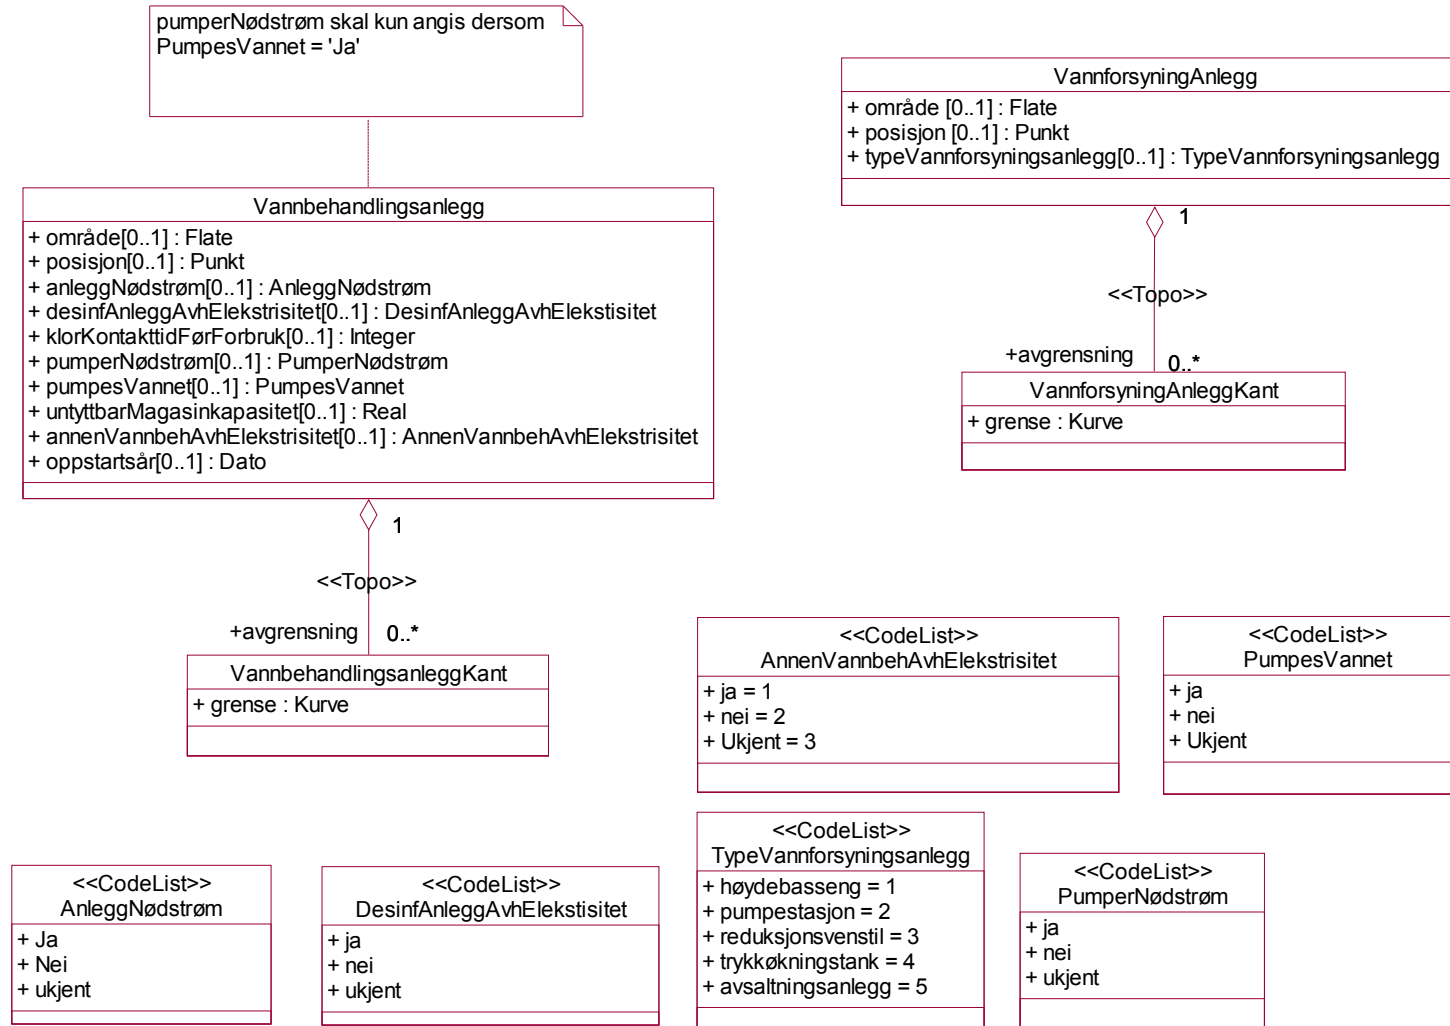 pumperNødstrøm skal kun angis dersom
PumpesVannet = 'Ja'
VannforsyningAnlegg
+ område [0..1] : Flate
+ posisjon [0..1] : Punkt
+ typeVannforsyningsanlegg[0..1] : TypeVannforsyningsanlegg
1
<<Topo>>
+avgrensning
0..*
VannforsyningAnleggKant
+ grense : Kurve
Vannbehandlingsanlegg
+ område[0..1] : Flate
+ posisjon[0..1] : Punkt
+ anleggNødstrøm[0..1] : AnleggNødstrøm
+ desinfAnleggAvhElekstrisitet[0..1] : DesinfAnleggAvhElekstisitet
+ klorKontakttidFørForbruk[0..1] : Integer
+ pumperNødstrøm[0..1] : PumperNødstrøm
+ pumpesVannet[0..1] : PumpesVannet
+ untyttbarMagasinkapasitet[0..1] : Real
+ annenVannbehAvhElekstrisitet[0..1] : AnnenVannbehAvhElekstrisitet
+ oppstartsår[0..1] : Dato
1
<<Topo>>
+avgrensning
0..*
VannbehandlingsanleggKant
+ grense : Kurve
<<CodeList>>
AnnenVannbehAvhElekstrisitet
+ ja = 1
+ nei = 2
+ Ukjent = 3
<<CodeList>>
PumpesVannet
+ ja
+ nei
+ Ukjent
<<CodeList>>
AnleggNødstrøm
+ Ja
+ Nei
+ ukjent
<<CodeList>>
DesinfAnleggAvhElekstisitet
+ ja
+ nei
+ ukjent
<<CodeList>>
TypeVannforsyningsanlegg
+ høydebasseng = 1
+ pumpestasjon = 2
+ reduksjonsvenstil = 3
+ trykkøkningstank = 4
+ avsaltningsanlegg = 5
<<CodeList>>
PumperNødstrøm
+ ja
+ nei
+ ukjent